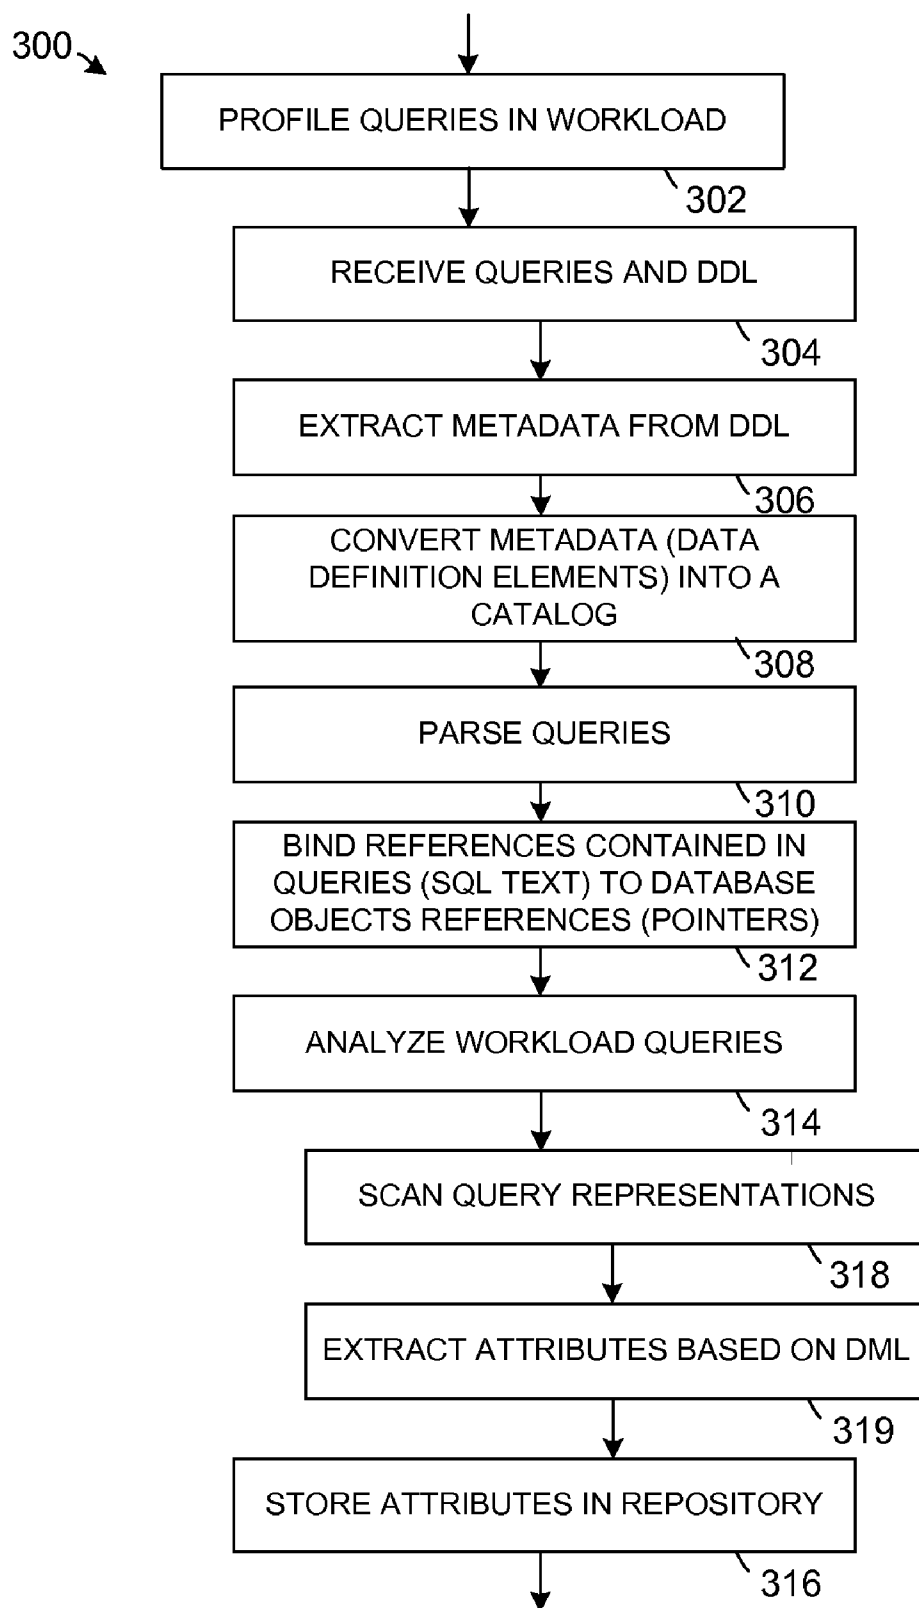 300
PROFILE QUERIES IN WORKLOAD
302
RECEIVE QUERIES AND DDL
304
EXTRACT METADATA FROM DDL
306
CONVERT METADATA (DATA
DEFINITION ELEMENTS) INTO A
CATALOG
308
PARSE QUERIES
310
BIND REFERENCES CONTAINED IN
QUERIES (SQL TEXT) TO DATABASE
OBJECTS REFERENCES (POINTERS)
312
ANALYZE WORKLOAD QUERIES
314
SCAN QUERY REPRESENTATIONS
318
EXTRACT ATTRIBUTES BASED ON DML
319
STORE ATTRIBUTES IN REPOSITORY
316